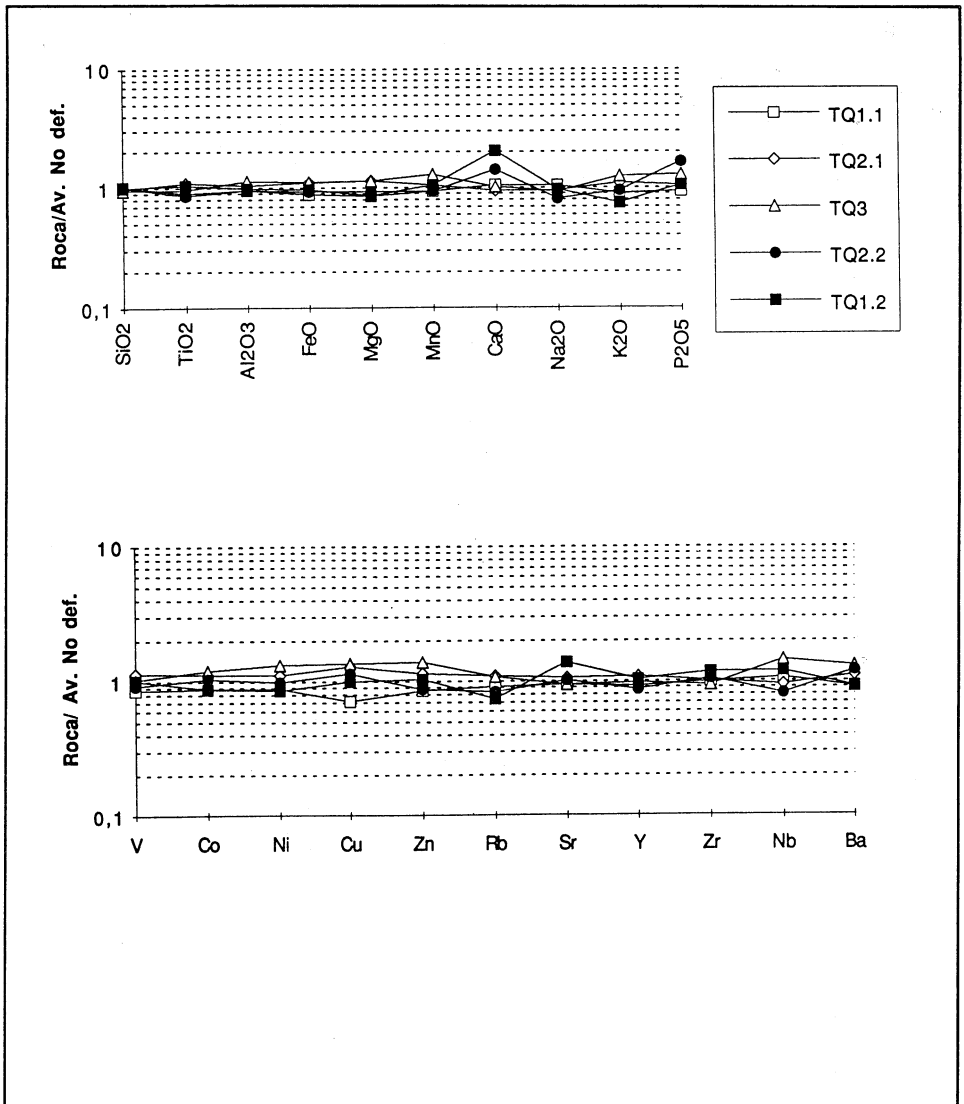 10
1
0,1
Roca/Av. No def.
SiO2
TiO2
Al2O3
FeO
MgO
MnO
CaO
Na2O
K2O
P2O5
TQ1.1
TQ2.1
TQ3
TQ2.2
TQ1.2
10
1
0,1
Roca/ Av. No def.
V Co Ni Cu Zn Rb Sr Y Zr Nb Ba